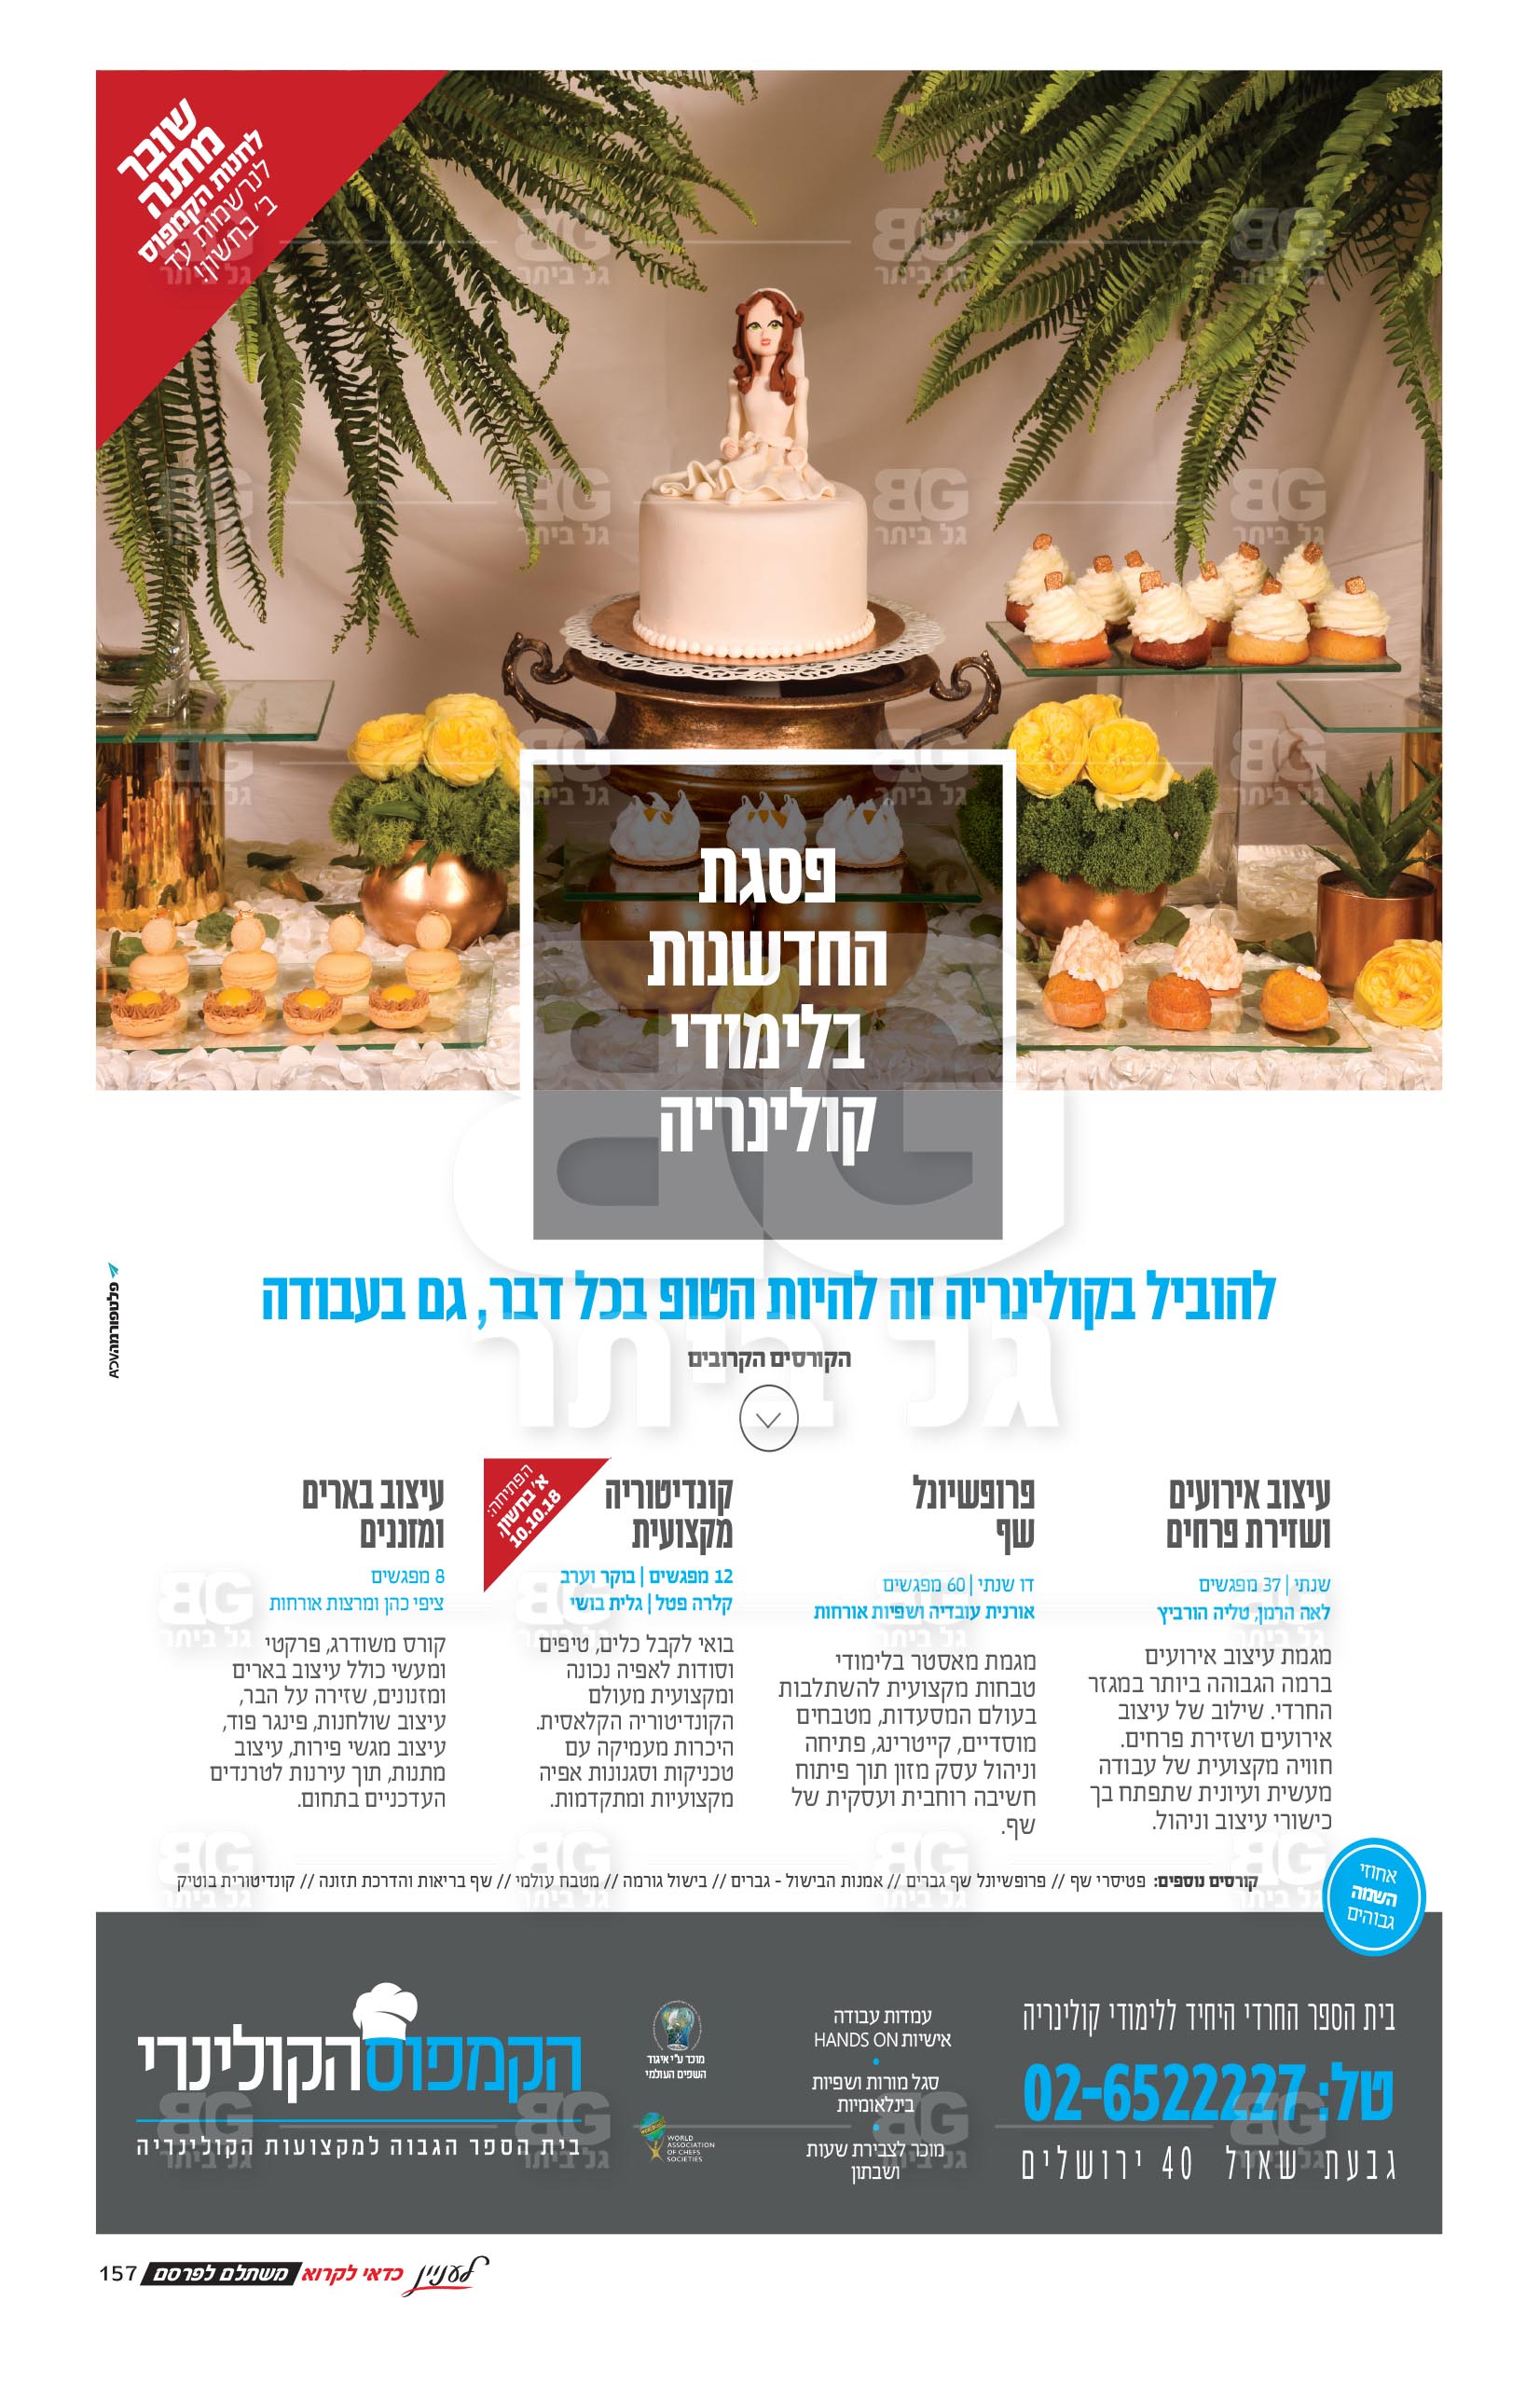 שובר
מתנה
לחנות הקמפוס
לנרשמות עד
ב' בחשון!
פסגת
החדשנות
בלימודי
קולינריה
להוביל בקולינריה זה להיות הטופ בכל דבר, גם בעבודה
הקורסים הקרובים
פלטפורמהACV
עיצוב אירועים
ושזירת פרחים
שנתי | 37 מפגשים
לאה הרמן, טליה הורביץ
מגמת עיצוב אירועים
ברמה הגבוהה ביותר במגזר
החרדי. שילוב של עיצוב
אירועים ושזירת פרחים.
חוויה מקצועית של עבודה
מעשית ועיונית שתפתח בך
כישורי עיצוב וניהול.
פרופשיונל
שף
דו שנתי | 60 מפגשים
אורנית עובדיה ושפיות אורחות
מגמת מאסטר בלימודי
טבחות מקצועית להשתלבות
בעולם המסעדות, מטבחים
מוסדיים, קייטרינג, פתיחה
וניהול עסק מזון תוך פיתוח
חשיבה רוחבית ועסקית של
שף.
קונדיטוריה
מקצועית
הפתיחה:
א' בחשון,
10.10.18
12 מפגשים | בוקר וערב
קלרה פטל | גלית בושי
בואי לקבל כלים, טיפים
וסודות לאפיה נכונה
ומקצועית מעולם
הקונדיטוריה הקלאסית.
היכרות מעמיקה עם
טכניקות וסגנונות אפיה
מקצועיות ומתקדמות.
עיצוב בארים
ומזננים
8 מפגשים
ציפי כהן ומרצות אורחות
קורס משודרג, פרקטי
ומעשי כולל עיצוב בארים
ומזנונים, שזירה על הבר,
עיצוב שולחנות, פינגר פוד,
עיצוב מגשי פירות, עיצוב
מתנות, תוך עירנות לטרנדים
העדכניים בתחום.
קורסים נוספים: פטיסרי שף // פרופשיונל שף גברים // אמנות הבישול - גברים // בישול גורמה // מטבח עולמי // שף בריאות והדרכת תזונה // קונדיטורית בוטיק
אחוזי
השמה
גבוהים
בית הספר החרדי היחיד ללימודי קולינריה
טל: 02-6522227
גבעת שאול 40 ירושלים
עמדות עבודה
אישיות HANDS ON
סגל מורות ושפיות
בינלאומיות
מוכר לצבירת שעות
ושבתון
מוכר ע"י איגוד
השפים העולמי
WORLD
ASSOCIATION
OF CHEFS
SOCIETIES
הקמפוסהקולינרי
בית הספר הגבוה למקצועות הקולינריה
לעניין כדאי לקרוא משתלם לפרסם 157
BG
גל ביתר